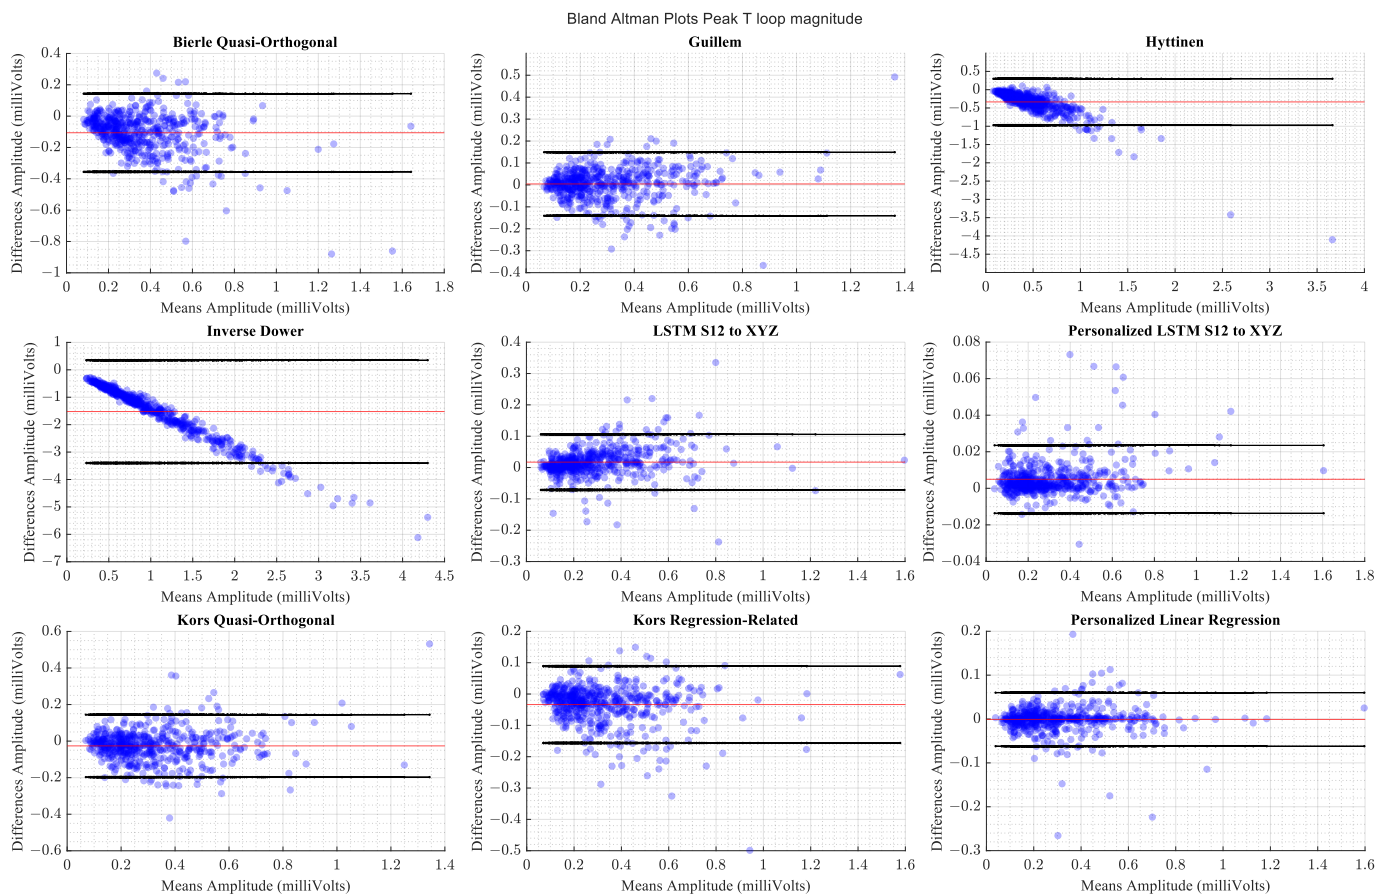 Bland Altman Plots Peak T loop magnitude
Bierle Quasi-Orthogonal
Differences Amplitude (milliVolts)
0.4
0.2
0
−0.2
−0.4
−0.6
−0.8
−1
0 0.2 0.4 0.6 0.8 1 1.2 1.4 1.6 1.8
Means Amplitude (milliVolts)
Guillem
Differences Amplitude (milliVolts)
0.5
0.4
0.3
0.2
0.1
0
−0.1
−0.2
−0.3
−0.4
0 0.2 0.4 0.6 0.8 1 1.2 1.4
Means Amplitude (milliVolts)
Hyttinen
Differences Amplitude (milliVolts)
0.5
0
−0.5
−1
−1.5
−2
−2.5
−3
−3.5
−4
−4.5
0 0.5 1 1.5 2 2.5 3 3.5 4
Means Amplitude (milliVolts)
Inverse Dower
Differences Amplitude (milliVolts)
1
0
−1
−2
−3
−4
−5
−6
−7
0 0.5 1 1.5 2 2.5 3 3.5 4 4.5
Means Amplitude (milliVolts)
LSTM S12 to XYZ
Differences Amplitude (milliVolts)
0.4
0.3
0.2
0.1
0
−0.1
−0.2
−0.3
0 0.2 0.4 0.6 0.8 1 1.2 1.4 1.6
Means Amplitude (milliVolts)
Personalized LSTM S12 to XYZ
Differences Amplitude (milliVolts)
0.08
0.06
0.04
0.02
0
−0.02
−0.04
0 0.2 0.4 0.6 0.8 1 1.2 1.4 1.6 1.8
Means Amplitude (milliVolts)
Kors Quasi-Orthogonal
Differences Amplitude (milliVolts)
0.6
0.4
0.2
0
−0.2
−0.4
−0.6
0 0.2 0.4 0.6 0.8 1 1.2 1.4
Means Amplitude (milliVolts)
Kors Regression-Related
Differences Amplitude (milliVolts)
0.2
0.1
0
−0.1
−0.2
−0.3
−0.4
−0.5
0 0.2 0.4 0.6 0.8 1 1.2 1.4 1.6
Means Amplitude (milliVolts)
Personalized Linear Regression
Differences Amplitude (milliVolts)
0.2
0.1
0
−0.1
−0.2
−0.3
0 0.2 0.4 0.6 0.8 1 1.2 1.4 1.6
Means Amplitude (milliVolts)